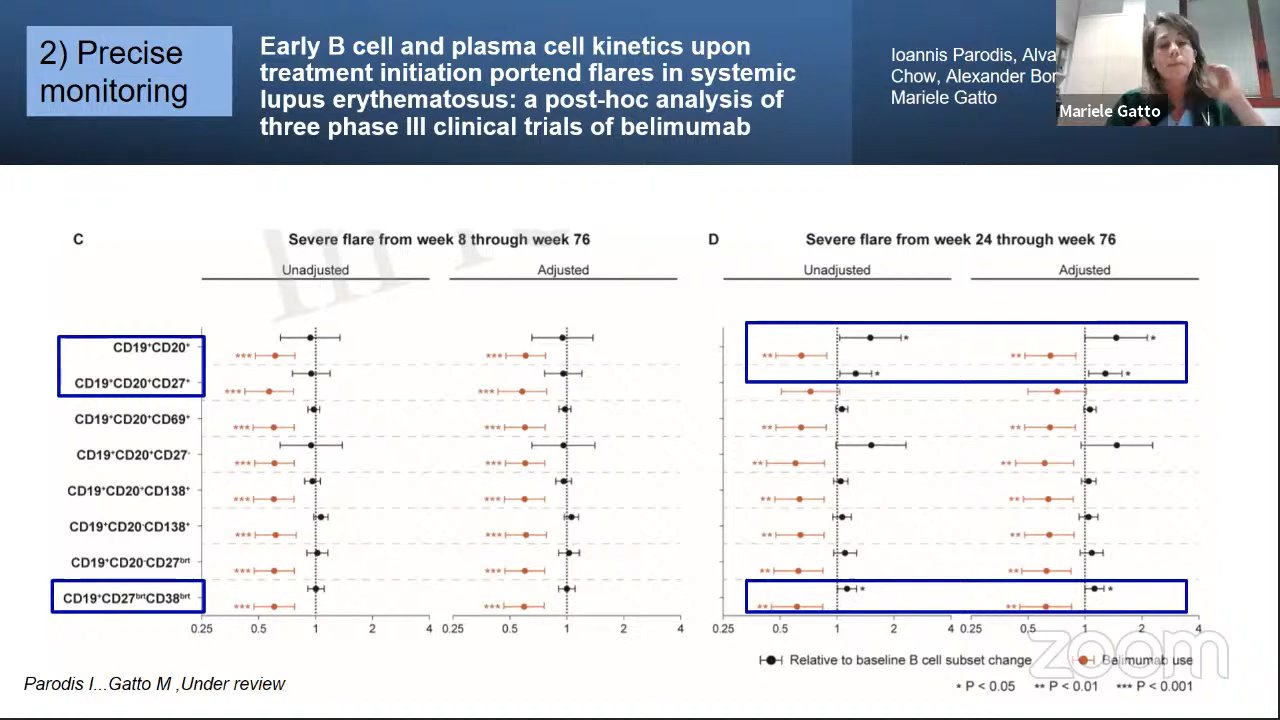 2) Precise
monitoring
Early B cell and plasma cell kinetics upon
treatment initiation portend flares in systemic
lupus erythematosus: a post-hoc analysis of
three phase III clinical trials of belimumab
Ioannis Parodis, Alva
Chow, Alexander Bor
Mariele Gatto
Mariele Gatto
C
Severe flare from week 8 through week 76
Unadjusted
Adjusted
D
Severe flare from week 24 through week 76
Unadjusted
Adjusted
CD19⁺CD20⁺
*** *** ** * ** *
CD19⁺CD20⁺CD27⁺
*** *** * *
CD19⁺CD20⁺CD69⁺
*** *** ** **
CD19⁺CD20⁺CD27⁻
*** *** ** **
CD19⁺CD20⁺CD138⁺
*** *** ** **
CD19⁺CD20⁻CD138⁺
*** *** ** **
CD19⁺CD20⁻CD27ᵇʳᵗ
*** *** ** **
CD19⁺CD27ᵇʳᵗCD38ᵇʳᵗ
*** *** ** * ** *
0.25 0.5 1 2 4 0.25 0.5 1 2 4
0.25 0.5 1 2 4 0.25 0.5 1 2 4
Relative to baseline B cell subset change
Belimumab use
* P < 0.05 ** P < 0.01 *** P < 0.001
zoom
Parodis I...Gatto M ,Under review